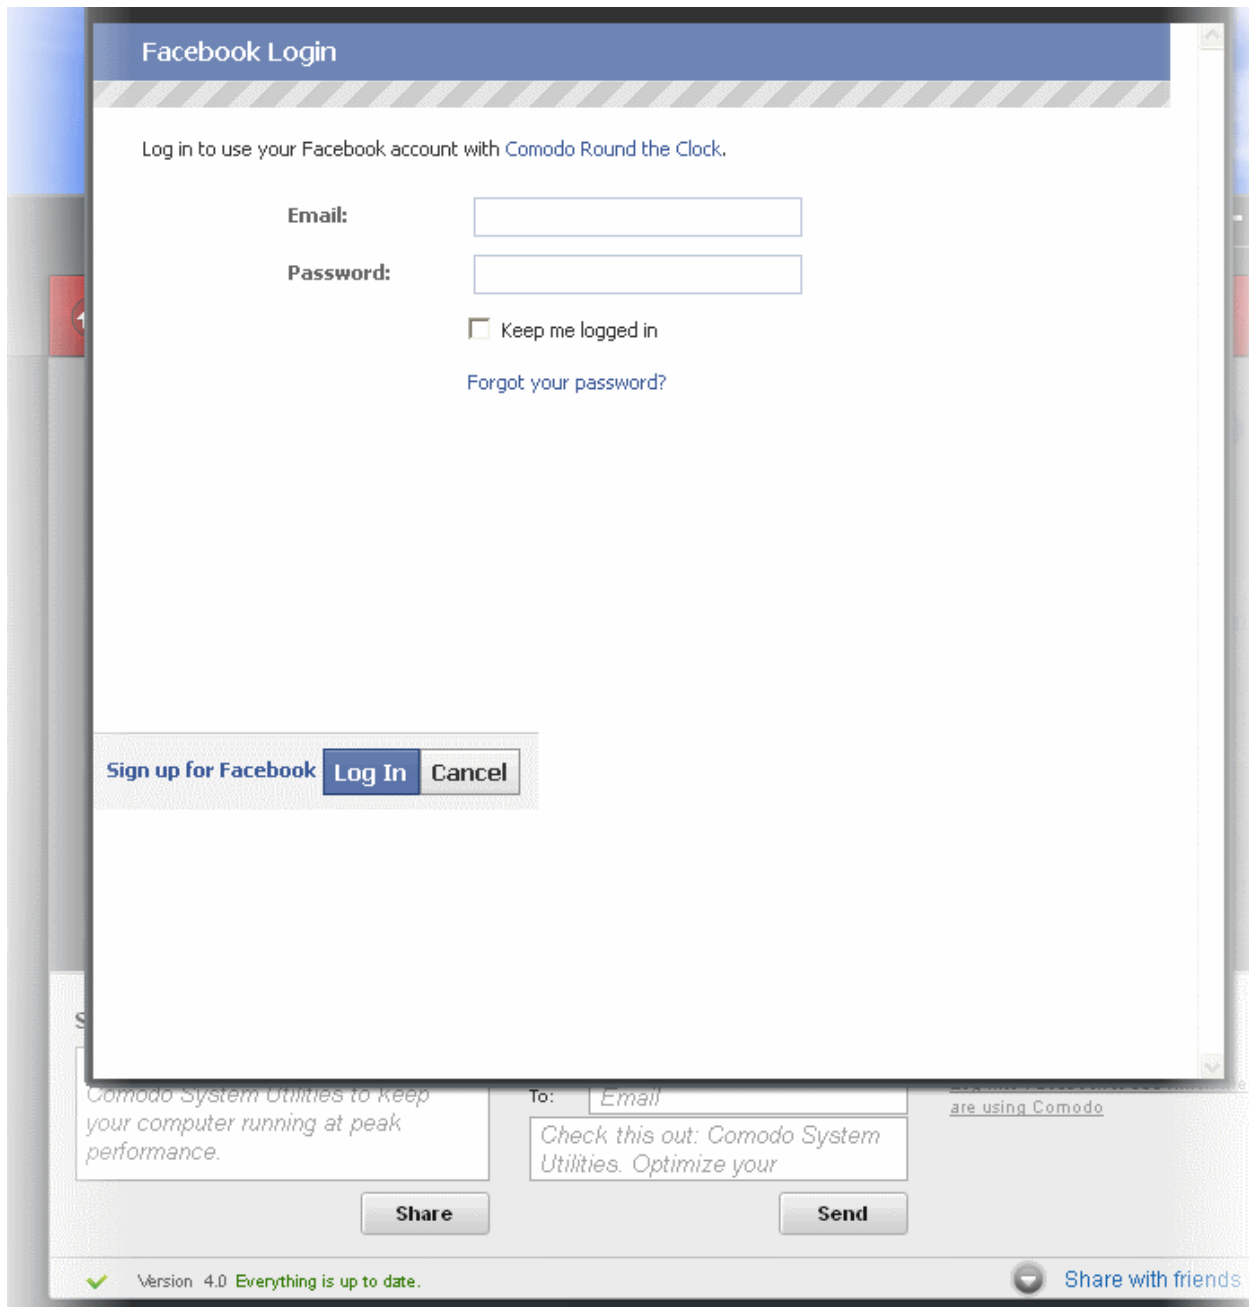 Facebook Login
Log in to use your Facebook account with Comodo Round the Clock.
Email:
Password:
Keep me logged in
Forgot your password?
Sign up for Facebook Log In Cancel
Comodo System Utilities to keep
your computer running at peak
performance.
Share
To: Email
Check this out: Comodo System
Utilities. Optimize your
Send
are using Comodo
Version 4.0 Everything is up to date.
Share with friends